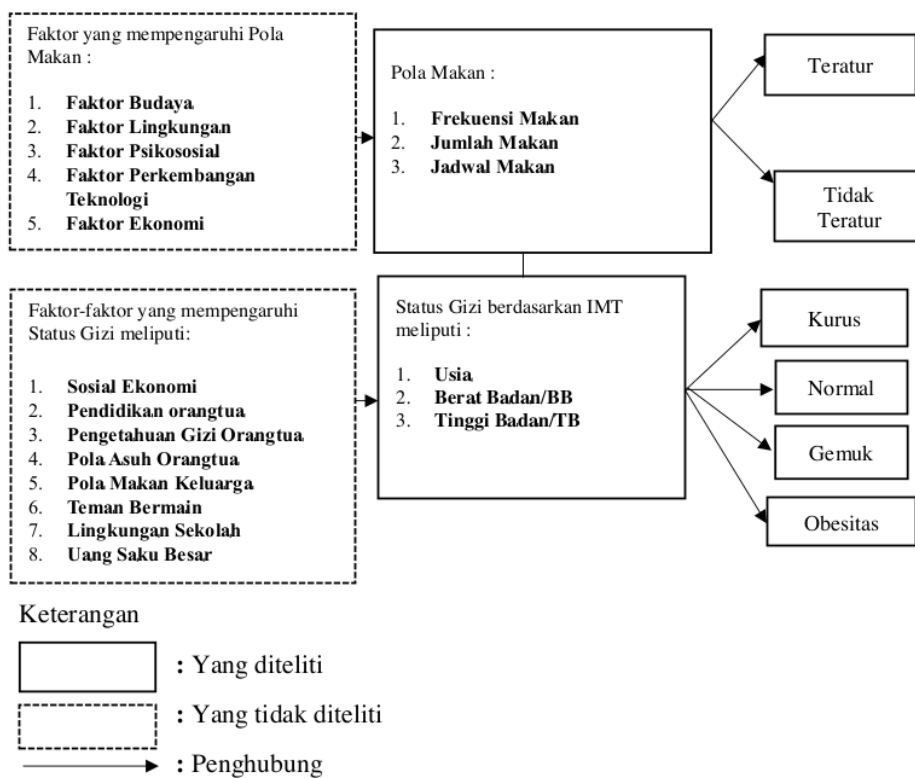 Faktor yang mempengaruhi Pola
Makan :
1. Faktor Budaya
2. Faktor Lingkungan
3. Faktor Psikososial
4. Faktor Perkembangan
Teknologi
5. Faktor Ekonomi
Pola Makan :
1. Frekuensi Makan
2. Jumlah Makan
3. Jadwal Makan
Teratur
Tidak
Teratur
Faktor-faktor yang mempengaruhi
Status Gizi meliputi:
1. Sosial Ekonomi
2. Pendidikan orangtua
3. Pengetahuan Gizi Orangtua
4. Pola Asuh Orangtua
5. Pola Makan Keluarga
6. Teman Bermain
7. Lingkungan Sekolah
8. Uang Saku Besar
Status Gizi berdasarkan IMT
meliputi :
1. Usia
2. Berat Badan/BB
3. Tinggi Badan/TB
Kurus
Normal
Gemuk
Obesitas
Keterangan
: Yang diteliti
: Yang tidak diteliti
: Penghubung